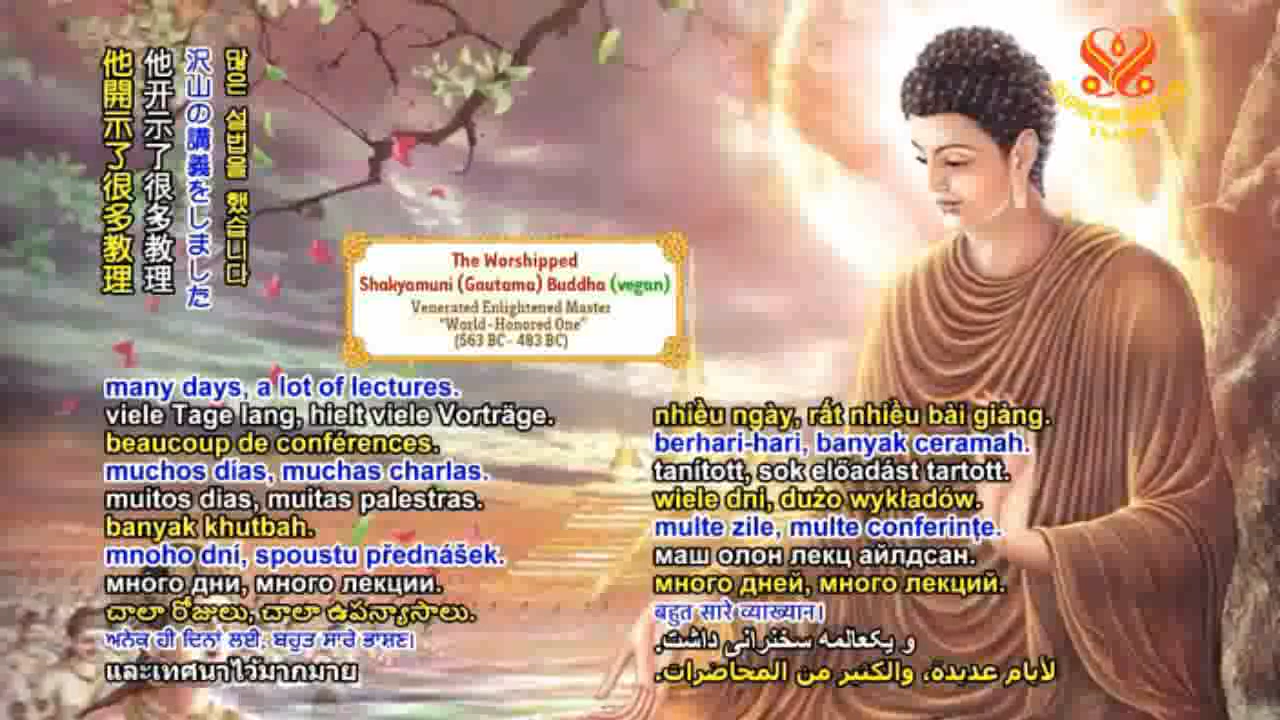 많은 설법을 했습니다
沢山の講義をしました
他开示了很多教理
他開示了很多教理
The Worshipped
Shakyamuni (Gautama) Buddha (vegan)
Venerated Enlightened Master
"World-Honored One"
(563 BC - 483 BC)
many days, a lot of lectures.
viele Tage lang, hielt viele Vorträge.
beaucoup de conférences.
muchos días, muchas charlas.
muitos dias, muitas palestras.
banyak khutbah.
mnoho dní, spoustu přednášek.
много дни, много лекции.
చాలా రోజులు, చాలా ఉపన్యాసాలు.
ਅਨੇਕ ਹੀ ਦਿਨਾਂ ਲਈ, ਬਹੁਤ ਸਾਰੇ ਭਾਸ਼ਣ।
และเทศนาไว้มากมาย
nhiều ngày, rất nhiều bài giảng.
berhari-hari, banyak ceramah.
tanított, sok előadást tartott.
wiele dni, dużo wykładów.
multe zile, multe conferințe.
маш олон лекц айлдсан.
много дней, много лекций.
बहुत सारे व्याख्यान।
و یکعالمه سخنرانی داشت.
لأيام عديدة، والكثير من المحاضرات.